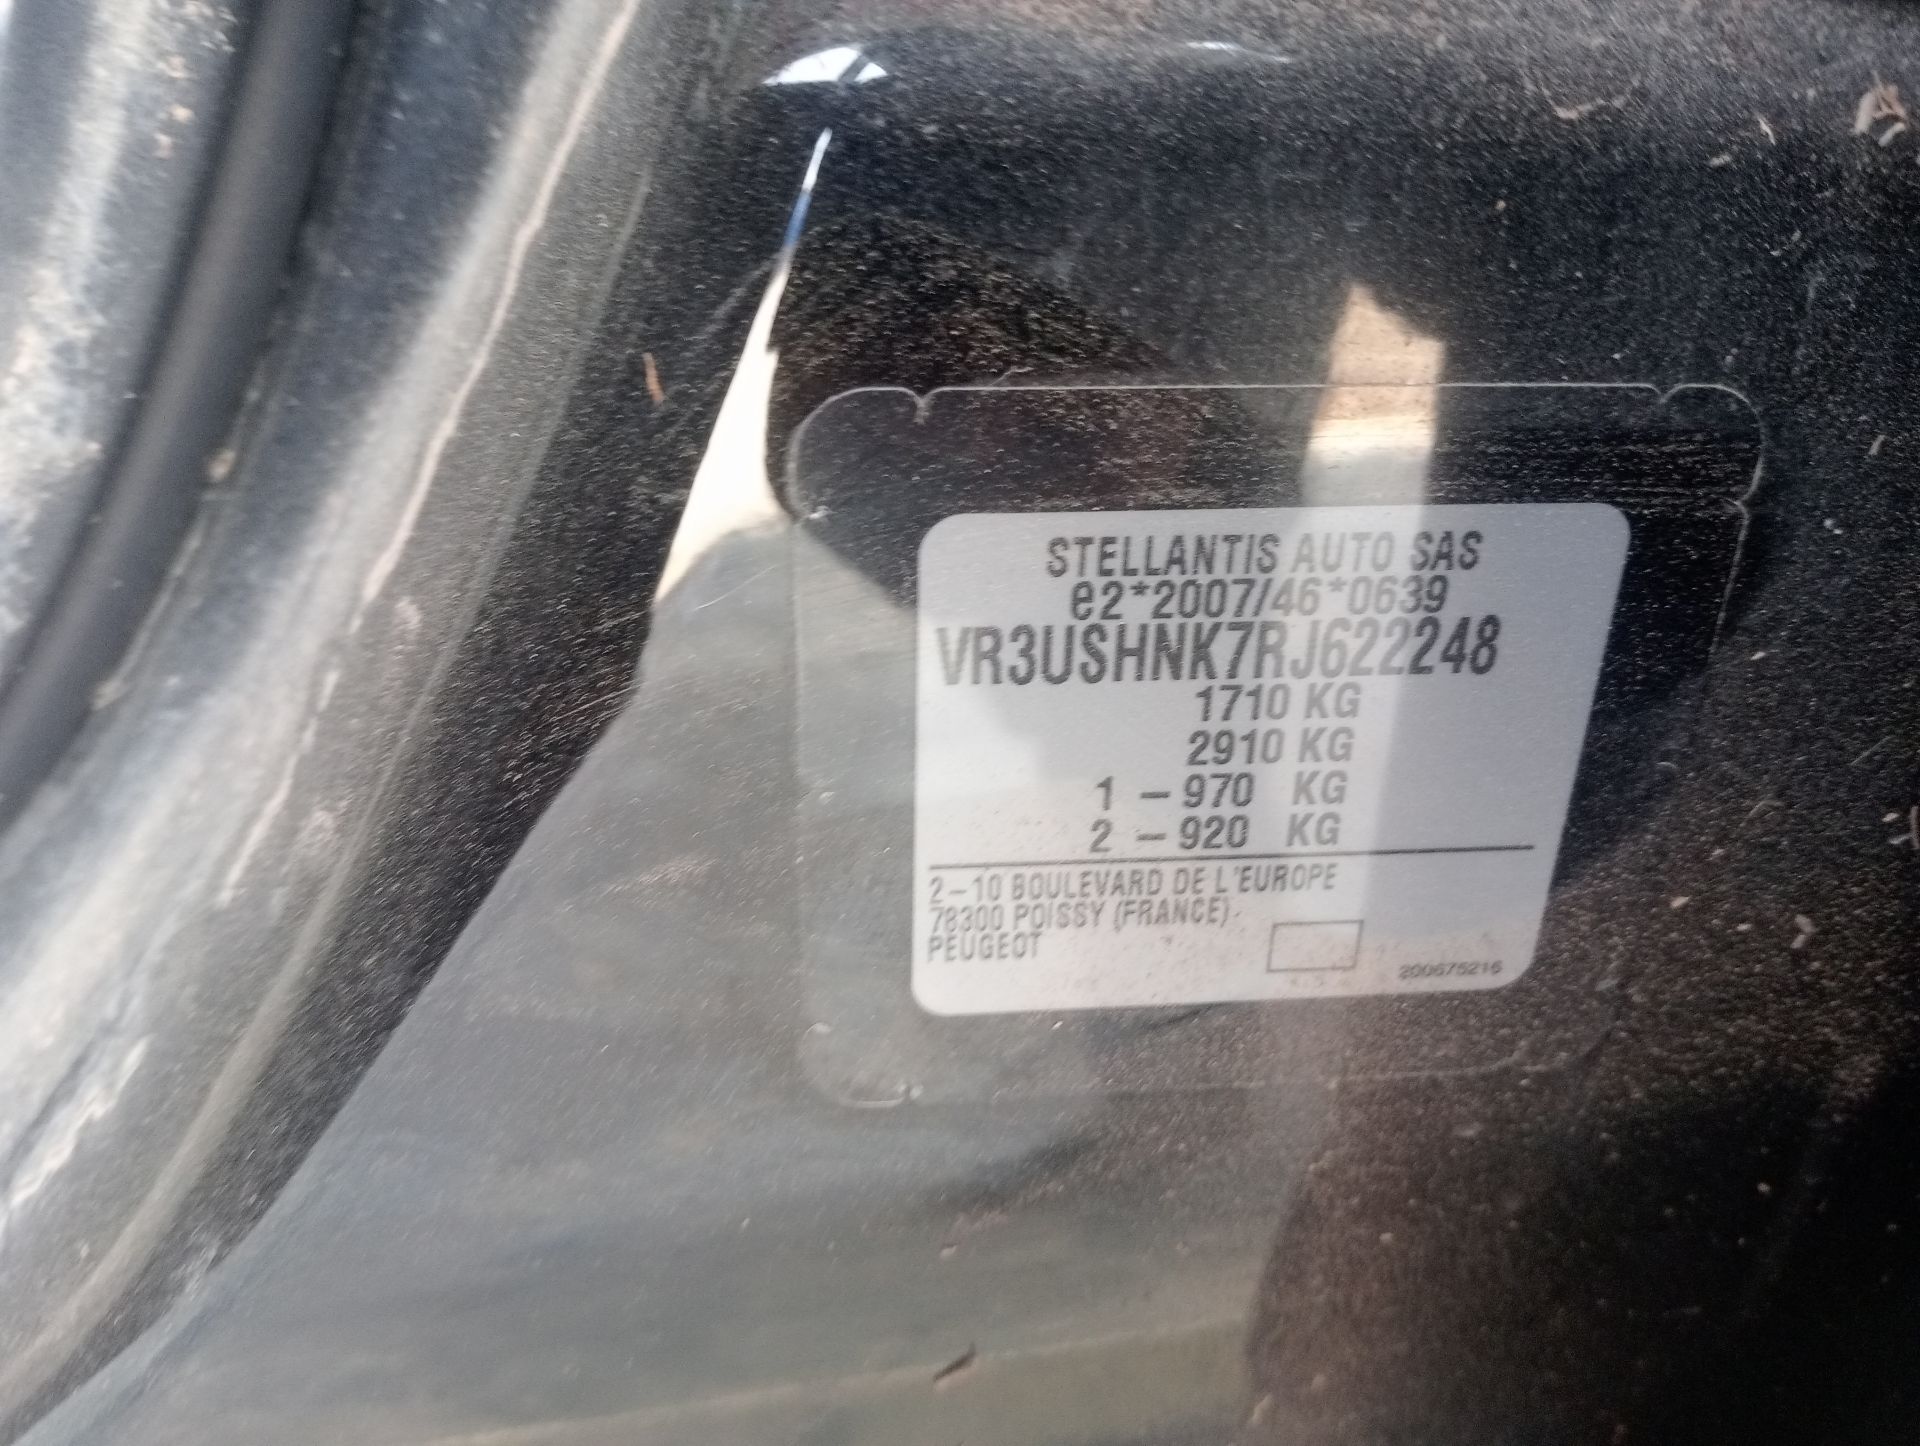 STELLANTIS AUTO SAS
e2*2007/46*0639
VR3USHNK7RJ622248
1710 KG
2910 KG
1 – 970 KG
2 – 920 KG
2–10 BOULEVARD DE L'EUROPE
78300 POISSY (FRANCE)
PEUGEOT
200675216